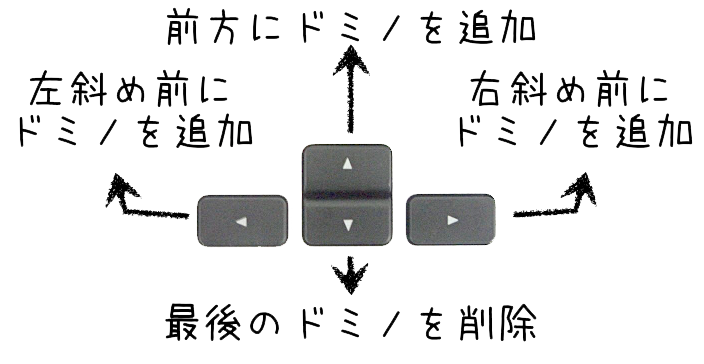 前方にドミノを追加
左斜め前に
ドミノを追加
右斜め前に
ドミノを追加
最後のドミノを削除